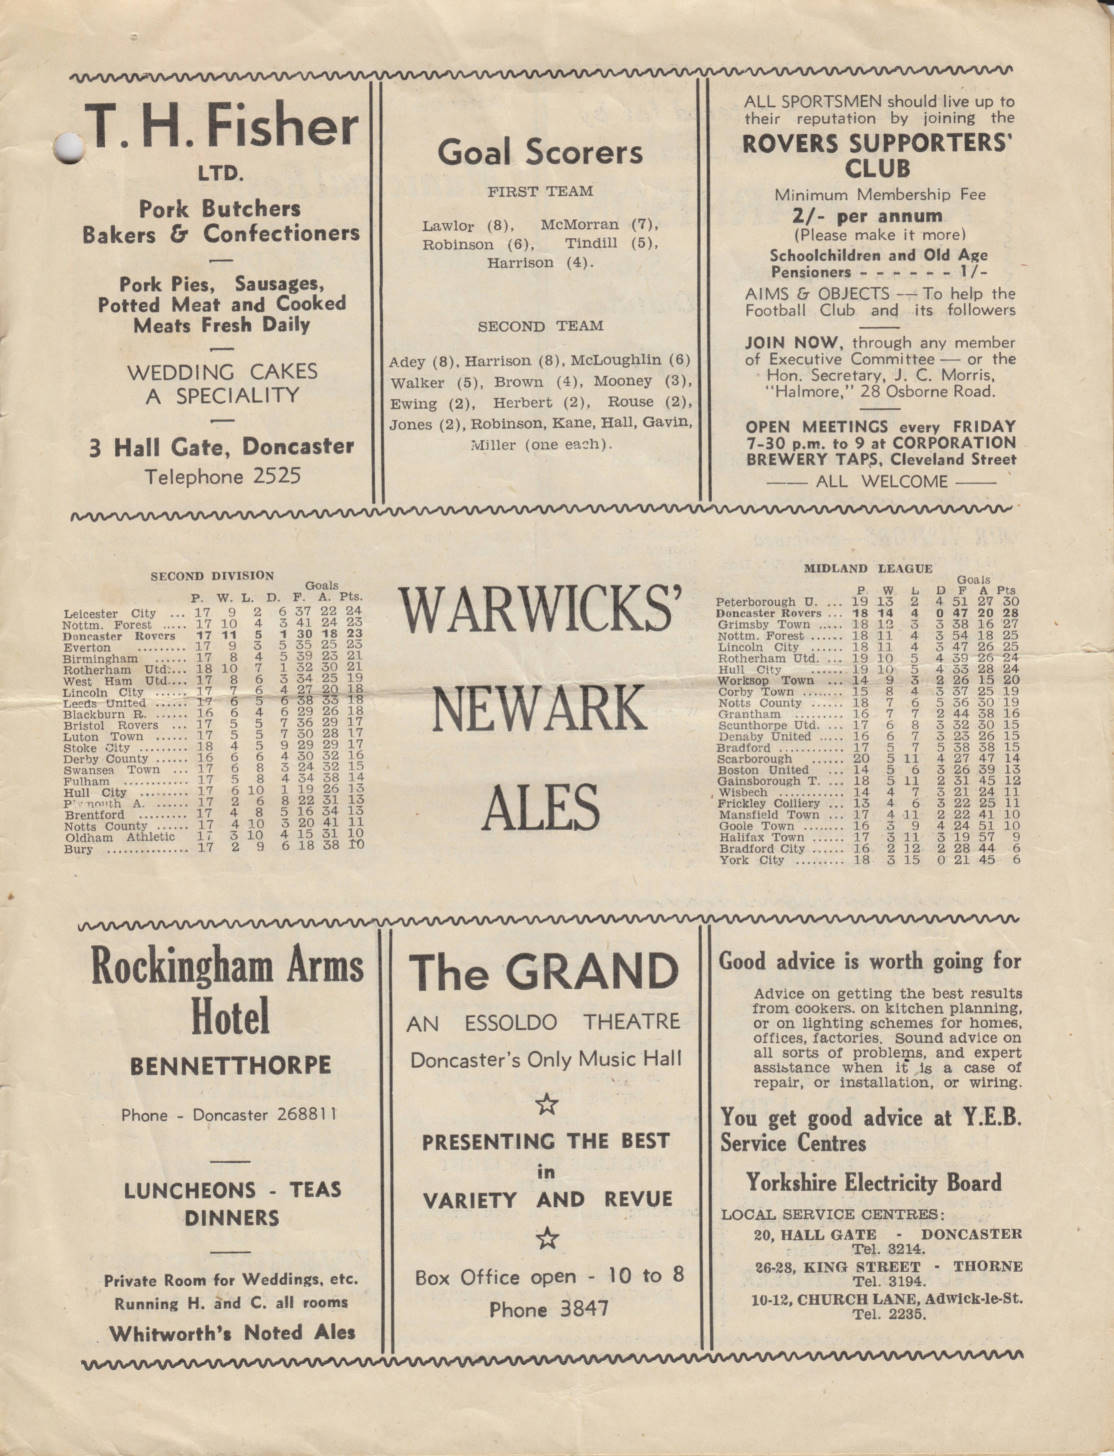 T. H. Fisher
LTD.
Pork Butchers
Bakers & Confectioners
Pork Pies, Sausages,
Potted Meat and Cooked
Meats Fresh Daily
WEDDING CAKES
A SPECIALITY
3 Hall Gate, Doncaster
Telephone 2525
Goal Scorers
FIRST TEAM
Lawlor (8), McMorran (7),
Robinson (6), Tindill (5),
Harrison (4).
SECOND TEAM
Adey (8), Harrison (8), McLoughlin (6)
Walker (5), Brown (4), Mooney (3),
Ewing (2), Herbert (2), Rouse (2),
Jones (2), Robinson, Kane, Hall, Gavin,
Miller (one each).
ALL SPORTSMEN should live up to
their reputation by joining the
ROVERS SUPPORTERS'
CLUB
Minimum Membership Fee
2/- per annum
(Please make it more)
Schoolchildren and Old Age
Pensioners - - - - - - 1/-
AIMS & OBJECTS — To help the
Football Club and its followers
JOIN NOW, through any member
of Executive Committee — or the
Hon. Secretary, J. C. Morris,
"Halmore," 28 Osborne Road.
OPEN MEETINGS every FRIDAY
7-30 p.m. to 9 at CORPORATION
BREWERY TAPS, Cleveland Street
—— ALL WELCOME ——
SECOND DIVISION
Goals
P. W. L. D. F. A. Pts.
Leicester City ... 17 9 2 6 37 22 24
Nottm. Forest ..... 17 10 4 3 41 24 23
Doncaster Rovers 17 11 5 1 30 18 23
Everton ......... 17 9 3 5 35 25 23
Birmingham ...... 17 8 4 5 39 23 21
Rotherham Utd.... 18 10 7 1 32 30 21
West Ham Utd.... 17 8 6 3 34 25 19
Lincoln City ...... 17 7 6 4 27 20 18
Leeds United ...... 17 6 5 6 38 33 18
Blackburn R. ...... 16 6 4 6 29 26 18
Bristol Rovers ... 17 5 5 7 36 29 17
Luton Town ...... 17 5 5 7 30 28 17
Stoke City ......... 18 4 5 9 29 29 17
Derby County ...... 16 6 6 4 30 32 16
Swansea Town ... 17 6 8 3 24 32 15
Fulham ............ 17 5 8 4 34 38 14
Hull City ......... 17 6 10 1 19 26 13
Plymouth A. ...... 17 2 6 8 22 31 13
Brentford ......... 17 4 8 5 16 34 13
Notts County ...... 17 4 10 3 20 41 11
Oldham Athletic 17 3 10 4 15 31 10
Bury ............... 17 2 9 6 18 38 10
WARWICKS'
NEWARK
ALES
MIDLAND LEAGUE
Goals
P. W. L D F A Pts
Peterborough U. ... 19 13 2 4 51 27 30
Doncaster Rovers ... 18 14 4 0 47 20 28
Grimsby Town ..... 18 12 3 3 38 16 27
Nottm. Forest ...... 18 11 4 3 54 18 25
Lincoln City ...... 18 11 4 3 47 26 25
Rotherham Utd. ... 19 10 5 4 39 26 24
Hull City ...... 19 10 5 4 33 28 24
Worksop Town ... 14 9 3 2 26 15 20
Corby Town ........ 15 8 4 3 37 25 19
Notts County ...... 18 7 6 5 36 30 19
Grantham ......... 16 7 7 2 44 38 16
Scunthorpe Utd. ... 17 6 8 3 32 30 15
Denaby United ..... 16 6 7 3 23 26 15
Bradford ............ 17 5 7 5 38 38 15
Scarborough ...... 20 5 11 4 27 47 14
Boston United ... 14 5 6 3 26 39 13
Gainsborough T. ... 18 5 11 2 31 45 12
Wisbech ............ 14 4 7 3 21 24 11
Frickley Colliery ... 13 4 6 3 22 25 11
Mansfield Town ... 17 4 11 2 22 41 10
Goole Town ........ 16 3 9 4 24 51 10
Halifax Town ...... 17 3 11 3 19 57 9
Bradford City ...... 16 2 12 2 28 44 6
York City ......... 18 3 15 0 21 45 6
Rockingham Arms
Hotel
BENNETTHORPE
Phone - Doncaster 268811
LUNCHEONS - TEAS
DINNERS
Private Room for Weddings, etc.
Running H. and C. all rooms
Whitworth's Noted Ales
The GRAND
AN ESSOLDO THEATRE
Doncaster's Only Music Hall
PRESENTING THE BEST
in
VARIETY AND REVUE
Box Office open - 10 to 8
Phone 3847
Good advice is worth going for
Advice on getting the best results
from cookers. on kitchen planning,
or on lighting schemes for homes,
offices, factories. Sound advice on
all sorts of problems, and expert
assistance when it is a case of
repair, or installation, or wiring.
You get good advice at Y.E.B.
Service Centres
Yorkshire Electricity Board
LOCAL SERVICE CENTRES:
20, HALL GATE - DONCASTER
Tel. 3214.
26-28, KING STREET - THORNE
Tel. 3194.
10-12, CHURCH LANE, Adwick-le-St.
Tel. 2235.